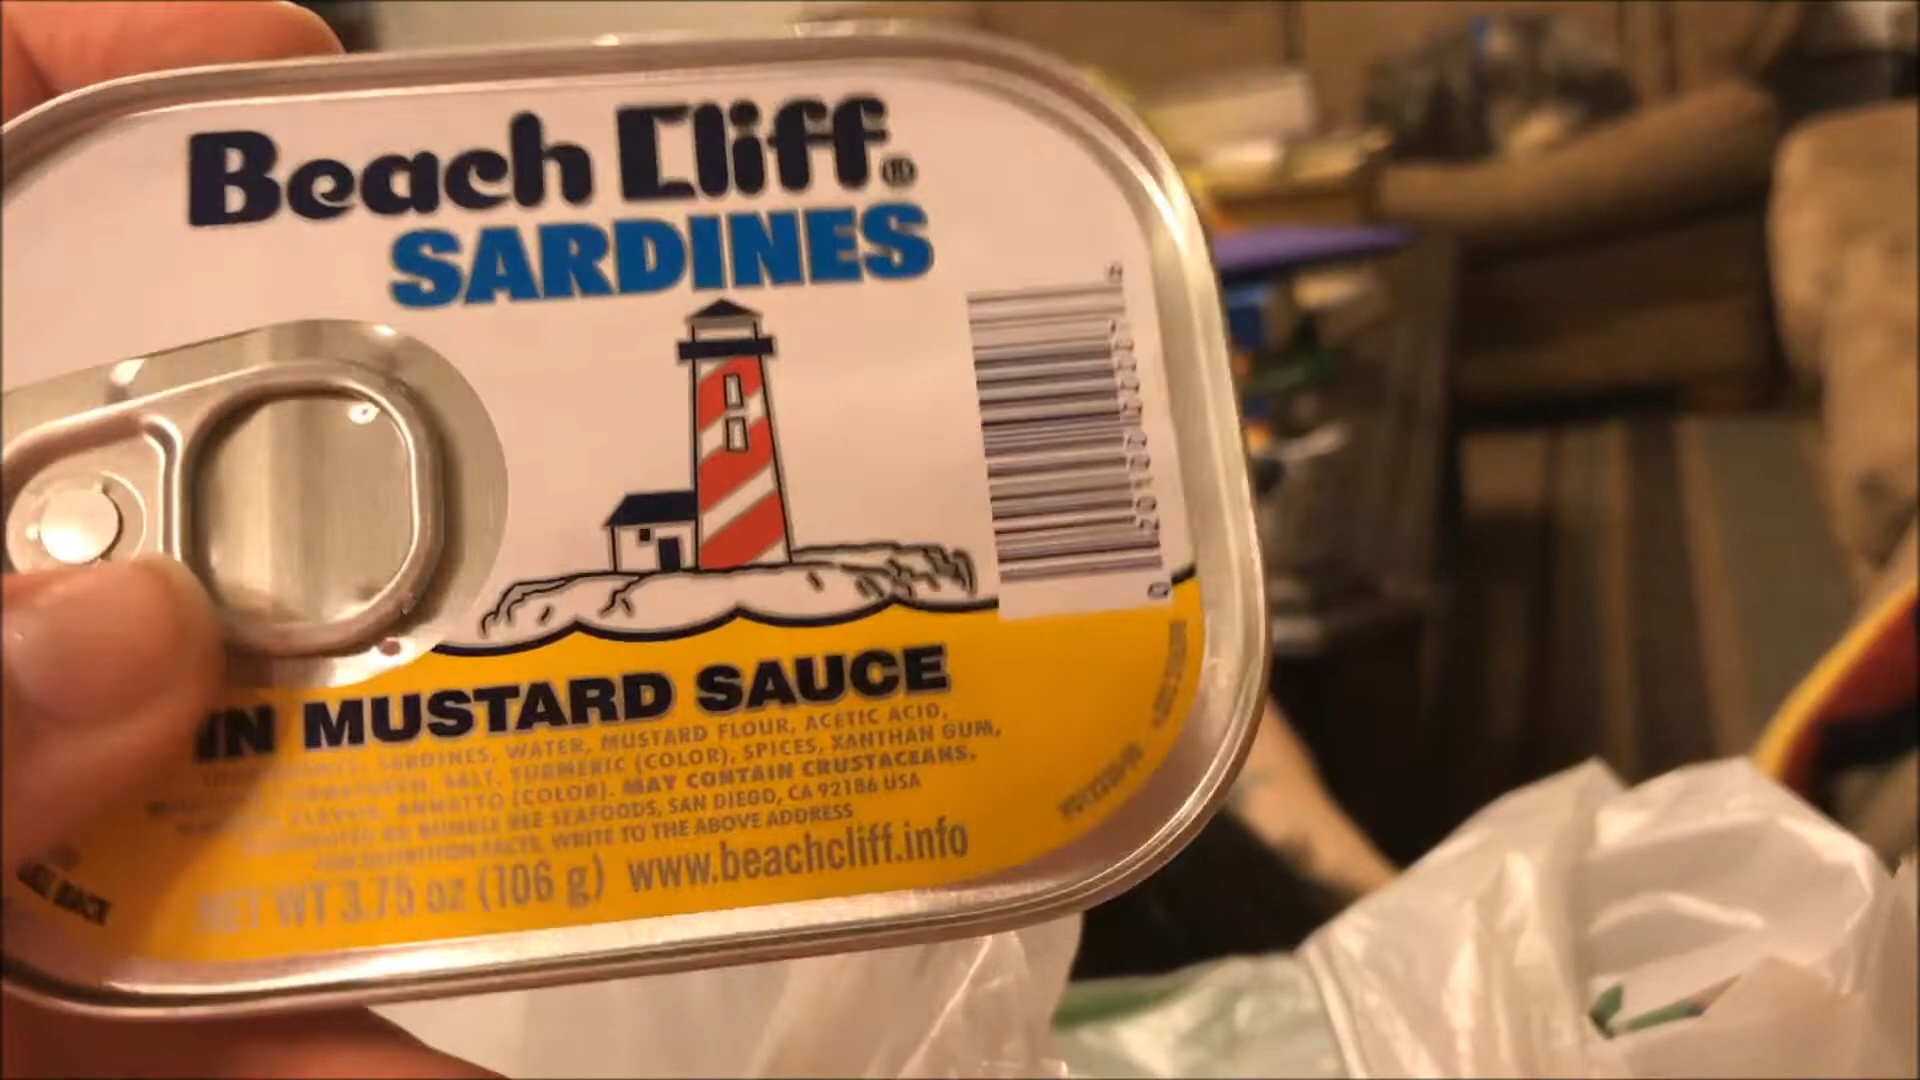 Beach Cliff®
SARDINES
IN MUSTARD SAUCE
SARDINES, WATER, MUSTARD FLOUR, ACETIC ACID,
SALT, TURMERIC (COLOR), SPICES, XANTHAN GUM,
ANNATTO (COLOR). MAY CONTAIN CRUSTACEANS.
BUMBLE BEE SEAFOODS, SAN DIEGO, CA 92186 USA
FOR NUTRITION FACTS, WRITE TO THE ABOVE ADDRESS
NET WT 3.75 oz (106 g) www.beachcliff.info
BACK